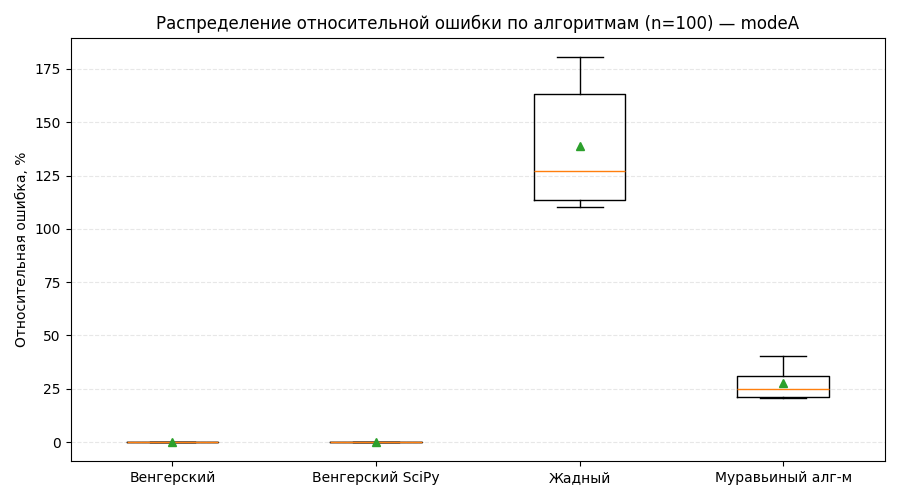 Распределение относительной ошибки по алгоритмам (n=100) — modeA
Относительная ошибка, %
175
150
125
100
75
50
25
0
Венгерский
Венгерский SciPy
Жадный
Муравьиный алг-м